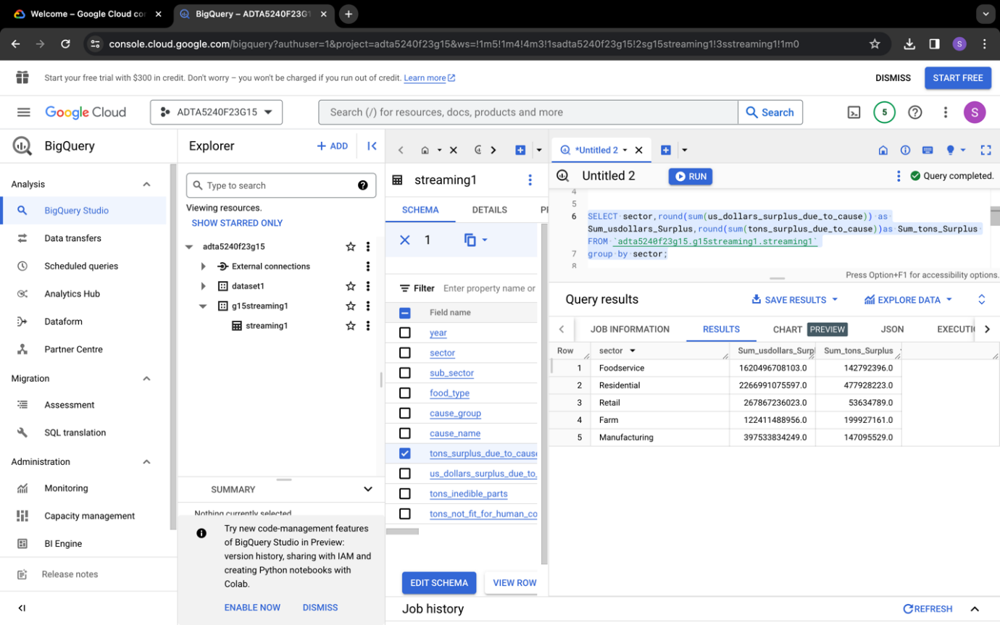 Welcome – Google Cloud co
BigQuery – ADTA5240F23G1
console.cloud.google.com/bigquery?authuser=1&project=adta5240f23g15&ws=!1m5!1m4!4m3!1sadta5240f23g15!2sg15streaming1!3sstreaming1!1m0
S
Start your free trial with $300 in credit. Don't worry – you won't be charged if you run out of credit. Learn more
DISMISS
START FREE
Google Cloud
ADTA5240F23G15
Search (/) for resources, docs, products and more
Search
5
S
BigQuery
Analysis
BigQuery Studio
Data transfers
Scheduled queries
Analytics Hub
Dataform
Partner Centre
Migration
Assessment
SQL translation
Administration
Monitoring
Capacity management
BI Engine
Release notes
Explorer
+ ADD
Type to search
Viewing resources.
SHOW STARRED ONLY
adta5240f23g15
External connections
dataset1
g15streaming1
streaming1
SUMMARY
Nothing currently selected
Try new code-management features
of BigQuery Studio in Preview:
version history, sharing with IAM and
creating Python notebooks with
Colab.
ENABLE NOW
DISMISS
streaming1
SCHEMA
DETAILS
P
1
Filter Enter property name or
Field name
year
sector
sub_sector
food_type
cause_group
cause_name
tons_surplus_due_to_cause
us_dollars_surplus_due_to_
tons_inedible_parts
tons_not_fit_for_human_co
EDIT SCHEMA
VIEW ROW
*Untitled 2
Untitled 2
RUN
Query completed.
4
5
6 SELECT sector,round(sum(us_dollars_surplus_due_to_cause)) as
Sum_usdollars_Surplus,round(sum(tons_surplus_due_to_cause))as Sum_tons_Surplus
FROM `adta5240f23g15.g15streaming1.streaming1`
7 group by sector;
8
Press Option+F1 for accessibility options.
Query results
SAVE RESULTS
EXPLORE DATA
JOB INFORMATION
RESULTS
CHART PREVIEW
JSON
EXECUTI
Row sector Sum_usdollars_Surpl Sum_tons_Surplus
1 Foodservice 1620496708103.0 142792396.0
2 Residential 2266991075597.0 477928223.0
3 Retail 267867236023.0 53634789.0
4 Farm 122411488956.0 199927161.0
5 Manufacturing 397533834249.0 147095529.0
Job history
REFRESH